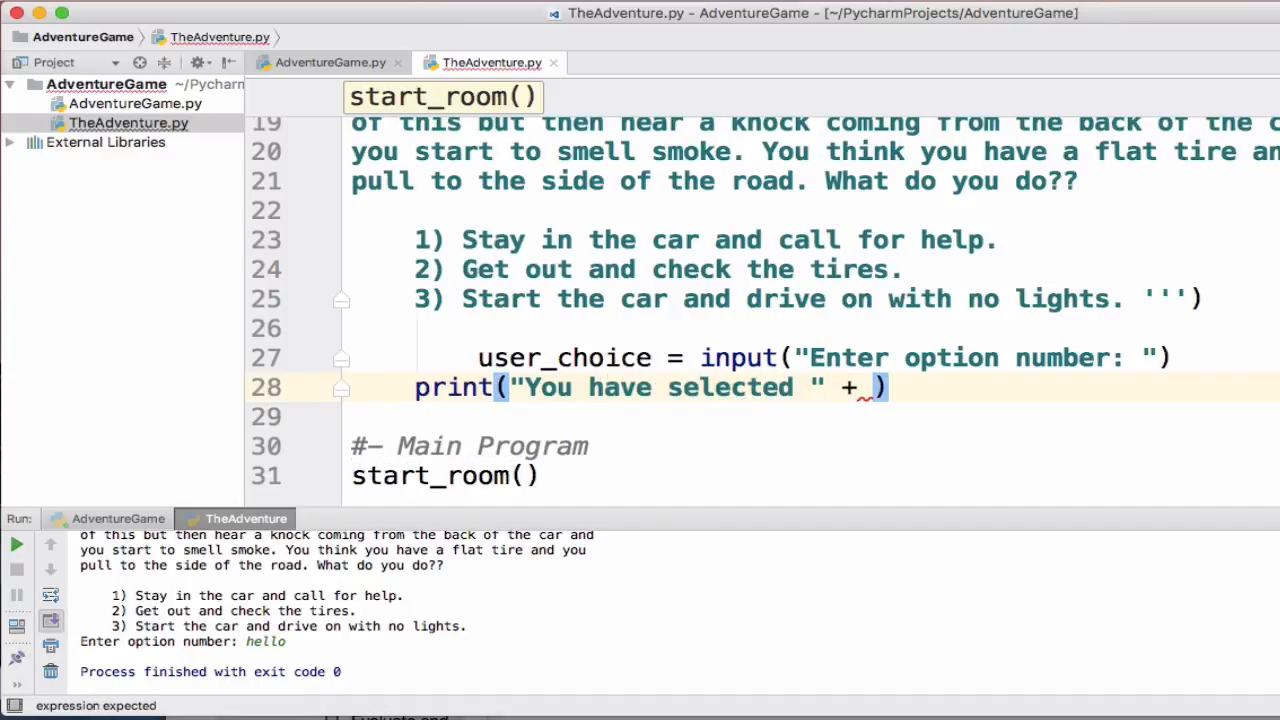 TheAdventure.py - AdventureGame - [~/PycharmProjects/AdventureGame]
AdventureGame TheAdventure.py
Project AdventureGame.py TheAdventure.py
AdventureGame ~/Pycharm
AdventureGame.py
TheAdventure.py
External Libraries
start_room()
19 of this but then hear a knock coming from the back of the
20 you start to smell smoke. You think you have a flat tire
21 pull to the side of the road. What do you do??
22
23 1) Stay in the car and call for help.
24 2) Get out and check the tires.
25 3) Start the car and drive on with no lights. ''')
26
27 user_choice = input("Enter option number: ")
28 print("You have selected " + )
29
30 #- Main Program
31 start_room()
Run: AdventureGame TheAdventure
of this but then hear a knock coming from the back of the car and
you start to smell smoke. You think you have a flat tire and you
pull to the side of the road. What do you do??
1) Stay in the car and call for help.
2) Get out and check the tires.
3) Start the car and drive on with no lights.
Enter option number: hello
Process finished with exit code 0
expression expected